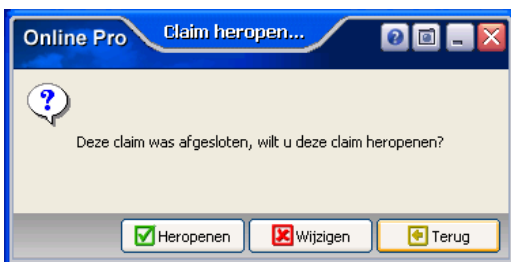 Online Pro
Claim heropen...
Deze claim was afgesloten, wilt u deze claim heropenen?
Heropenen
Wijzigen
Terug